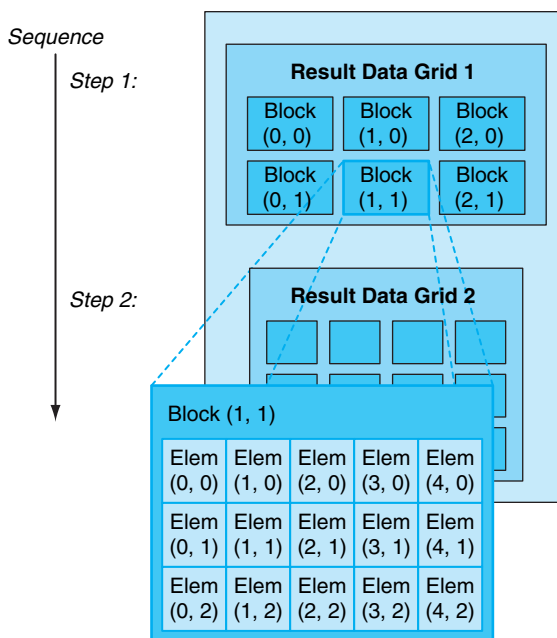 Sequence
Step 1:
Result Data Grid 1
Block Block Block
(0, 0) (1, 0) (2, 0)
Block Block Block
(0, 1) (1, 1) (2, 1)
Step 2:
Result Data Grid 2
Block (1, 1)
Elem Elem Elem Elem Elem
(0, 0) (1, 0) (2, 0) (3, 0) (4, 0)
Elem Elem Elem Elem Elem
(0, 1) (1, 1) (2, 1) (3, 1) (4, 1)
Elem Elem Elem Elem Elem
(0, 2) (1, 2) (2, 2) (3, 2) (4, 2)